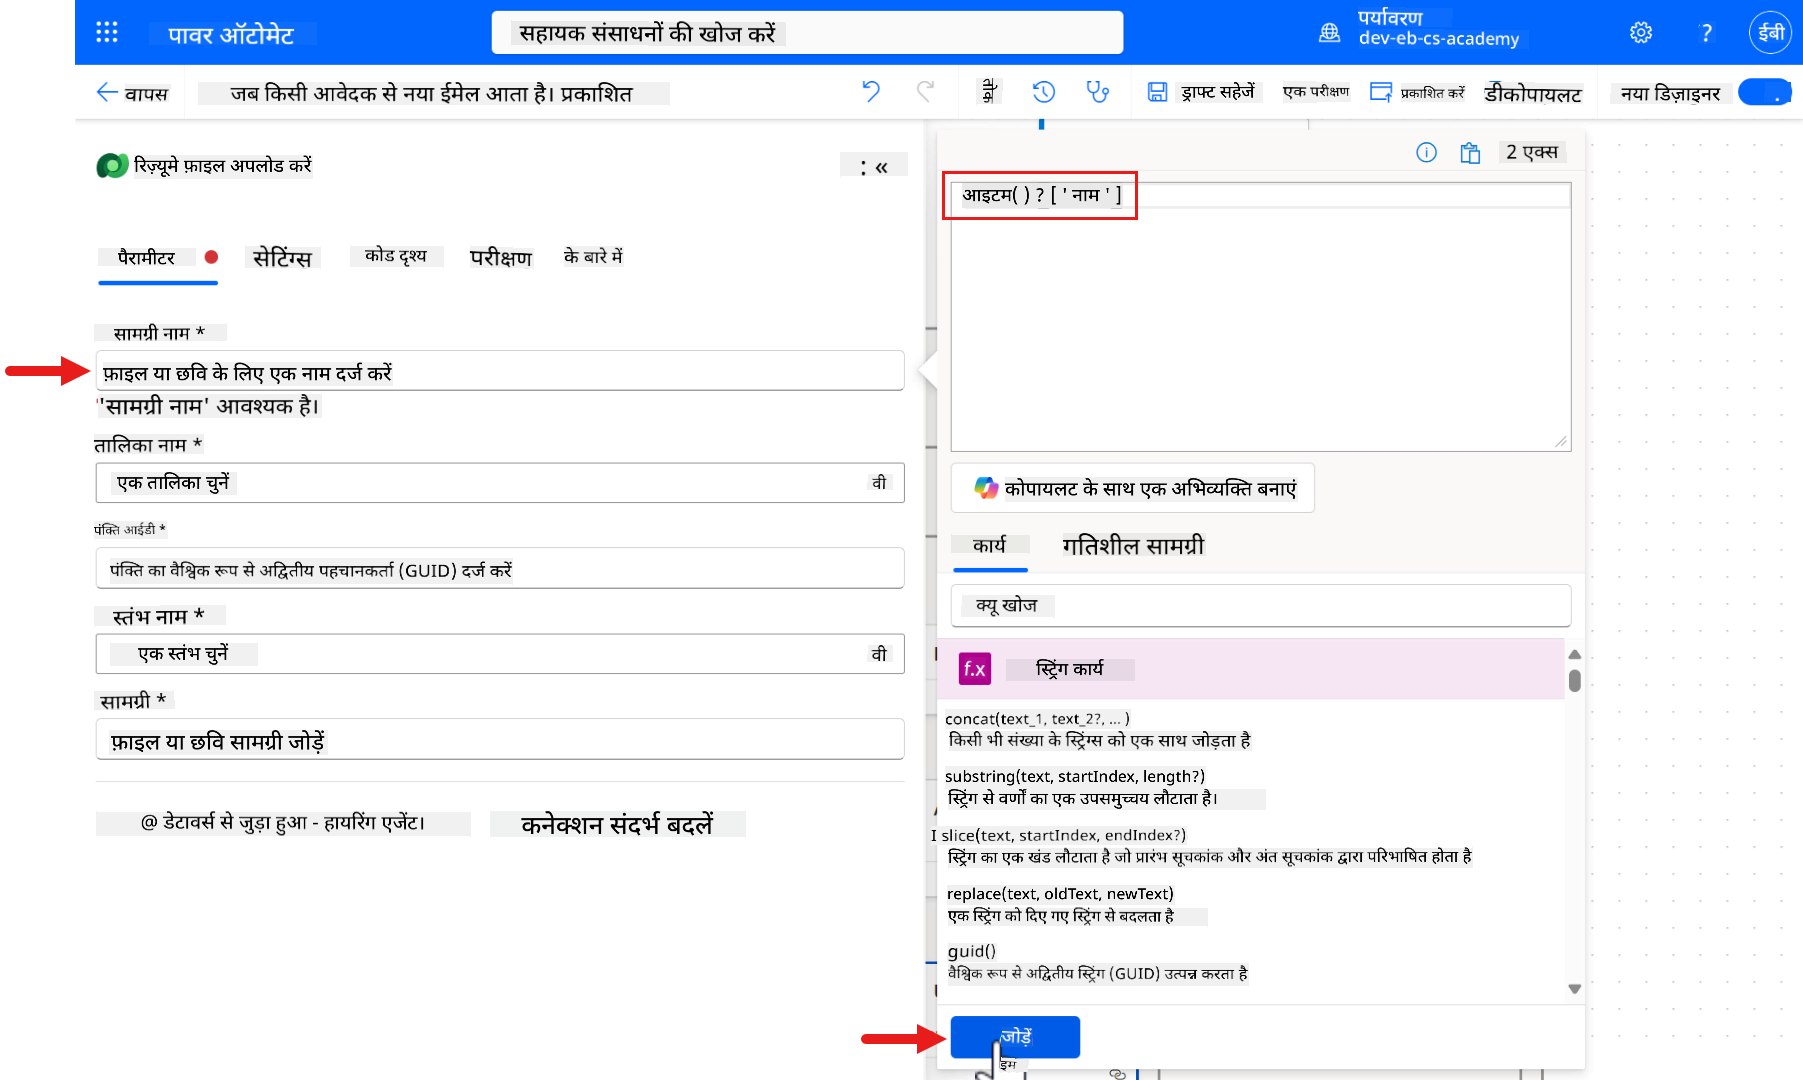 पावर ऑटोमेट
सहायक संसाधनों की खोज करें
पर्यावरण
dev-eb-cs-academy
?
ईबी
वापस
जब किसी आवेदक से नया ईमेल आता है। प्रकाशित
ड्राफ्ट सहेजें
एक परीक्षण
प्रकाशित करें
डीकोपायलट
नया डिज़ाइनर
रिज़्यूमे फ़ाइल अपलोड करें
: «
2 एक्स
आइटम( ) ? [ ' नाम ' ]
पैरामीटर
सेटिंग्स
कोड दृश्य
परीक्षण
के बारे में
सामग्री नाम *
फ़ाइल या छवि के लिए एक नाम दर्ज करें
'सामग्री नाम' आवश्यक है।
तालिका नाम *
एक तालिका चुनें
वी
पंक्ति आईडी *
पंक्ति का वैश्विक रूप से अद्वितीय पहचानकर्ता (GUID) दर्ज करें
स्तंभ नाम *
एक स्तंभ चुनें
वी
सामग्री *
फ़ाइल या छवि सामग्री जोड़ें
@ डेटावर्स से जुड़ा हुआ - हायरिंग एजेंट।
कनेक्शन संदर्भ बदलें
कोपायलट के साथ एक अभिव्यक्ति बनाएं
कार्य
गतिशील सामग्री
क्यू खोज
f.x
स्ट्रिंग कार्य
concat(text_1, text_2?, ... )
किसी भी संख्या के स्ट्रिंग्स को एक साथ जोड़ता है
substring(text, startIndex, length?)
स्ट्रिंग से वर्णों का एक उपसमुच्चय लौटाता है।
I slice(text, startIndex, endIndex?)
स्ट्रिंग का एक खंड लौटाता है जो प्रारंभ सूचकांक और अंत सूचकांक द्वारा परिभाषित होता है
replace(text, oldText, newText)
एक स्ट्रिंग को दिए गए स्ट्रिंग से बदलता है
guid()
वैश्विक रूप से अद्वितीय स्ट्रिंग (GUID) उत्पन्न करता है
जोड़ें